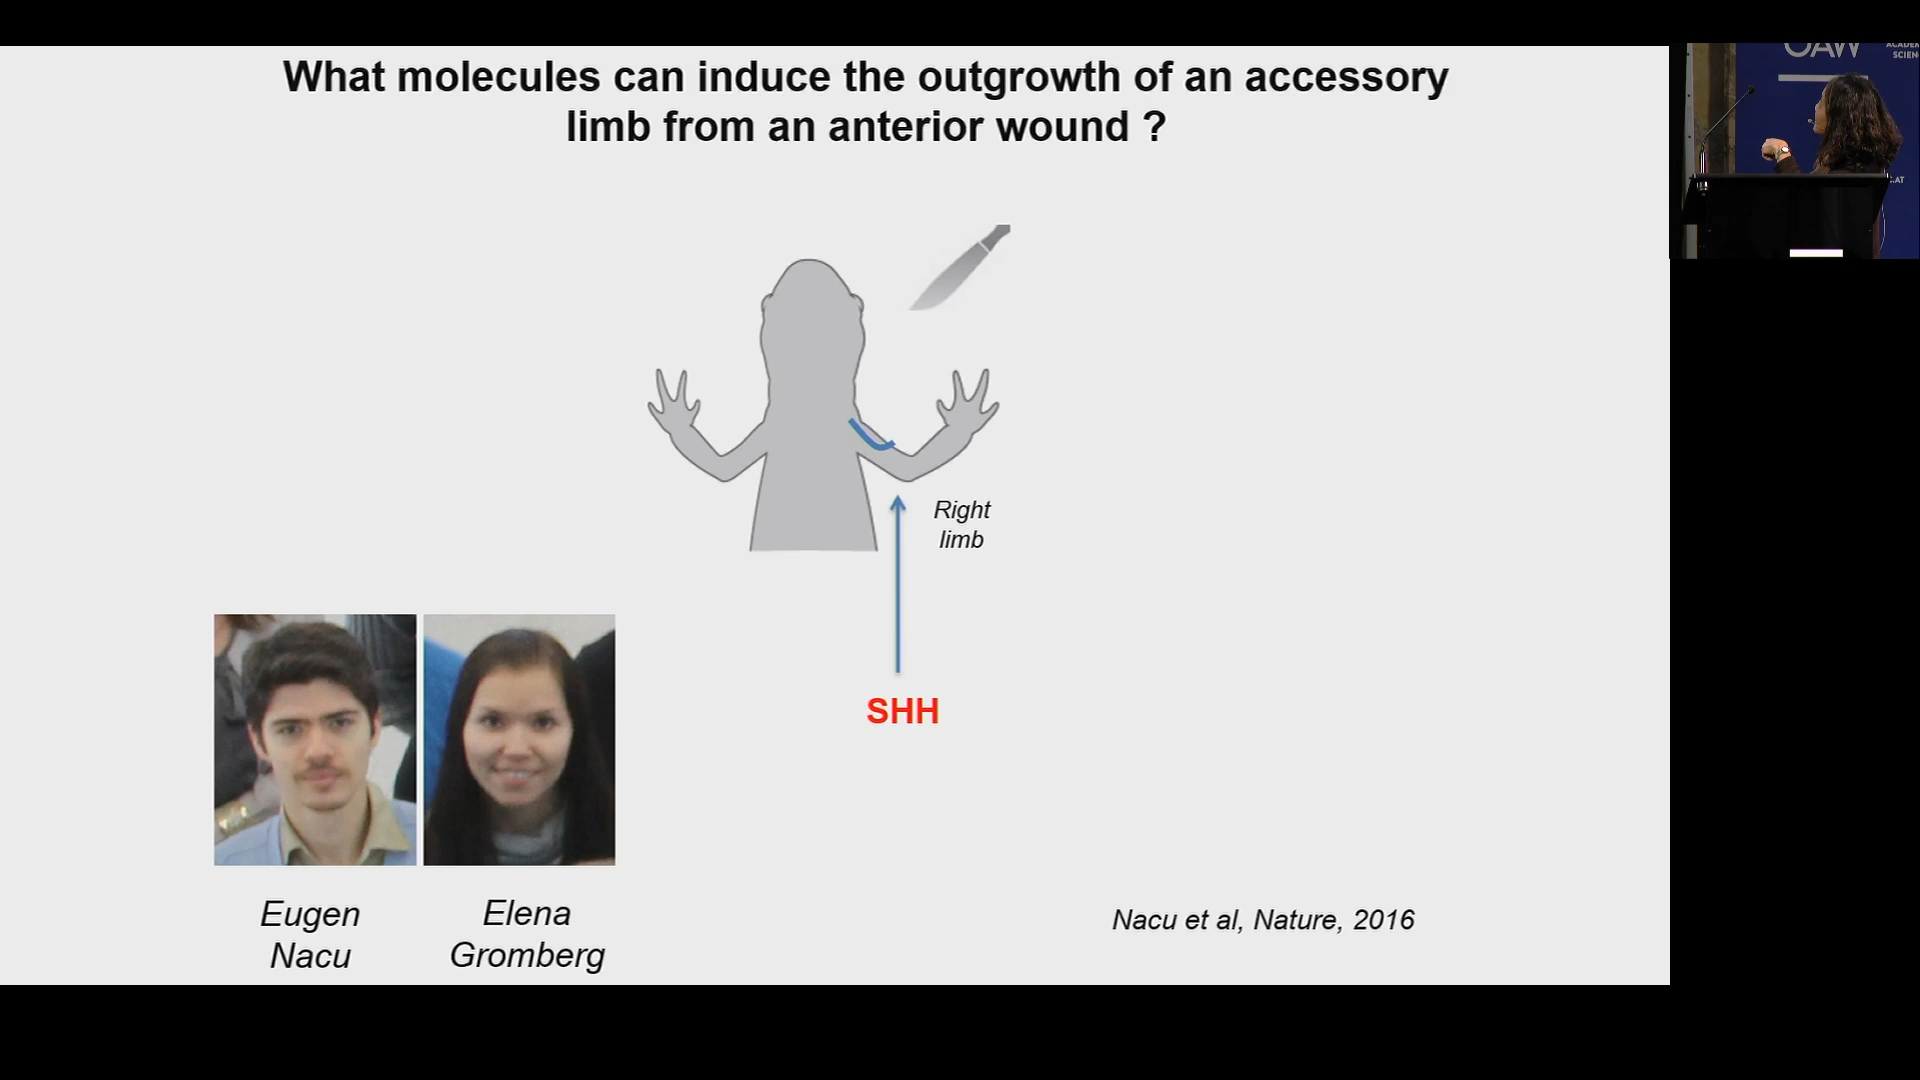 What molecules can induce the outgrowth of an accessory
limb from an anterior wound ?
Right
limb
SHH
Eugen
Nacu
Elena
Gromberg
Nacu et al, Nature, 2016